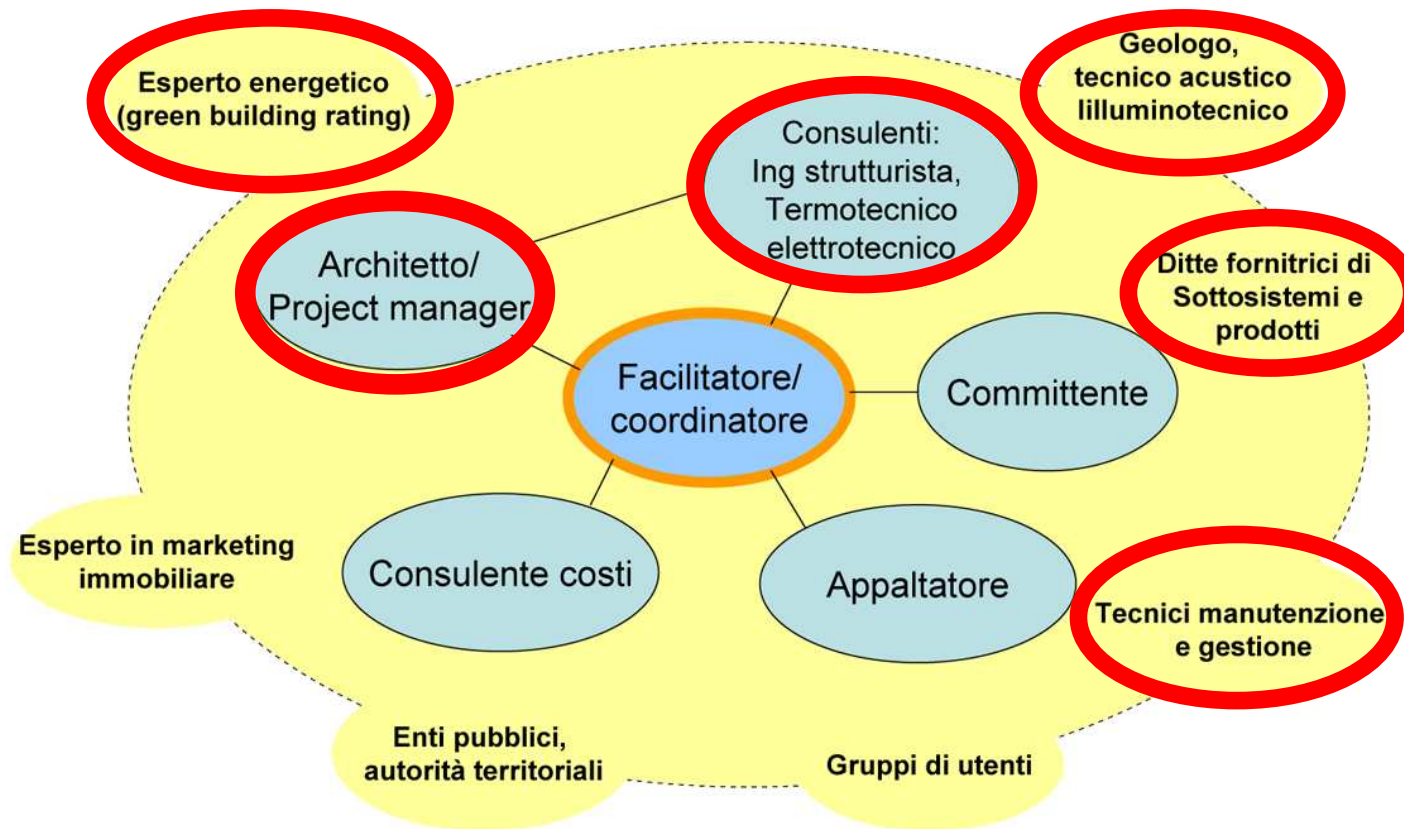 Esperto energetico
(green building rating)
Geologo,
tecnico acustico
lilluminotecnico
Consulenti:
Ing strutturista,
Termotecnico
elettrotecnico
Architetto/
Project manager
Ditte fornitrici di
Sottosistemi e
prodotti
Facilitatore/
coordinatore
Committente
Esperto in marketing
immobiliare
Consulente costi
Appaltatore
Tecnici manutenzione
e gestione
Enti pubblici,
autorità territoriali
Gruppi di utenti